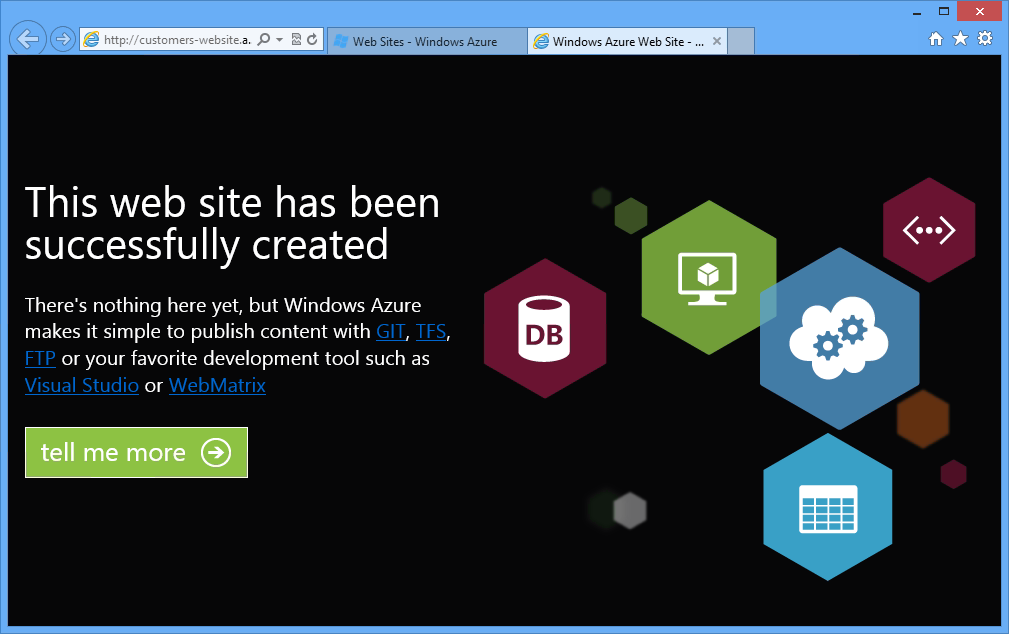 http://customers-website.a.
Web Sites - Windows Azure
Windows Azure Web Site - ...
This web site has been
successfully created
There's nothing here yet, but Windows Azure
makes it simple to publish content with GIT, TFS,
FTP or your favorite development tool such as
Visual Studio or WebMatrix
tell me more
DB